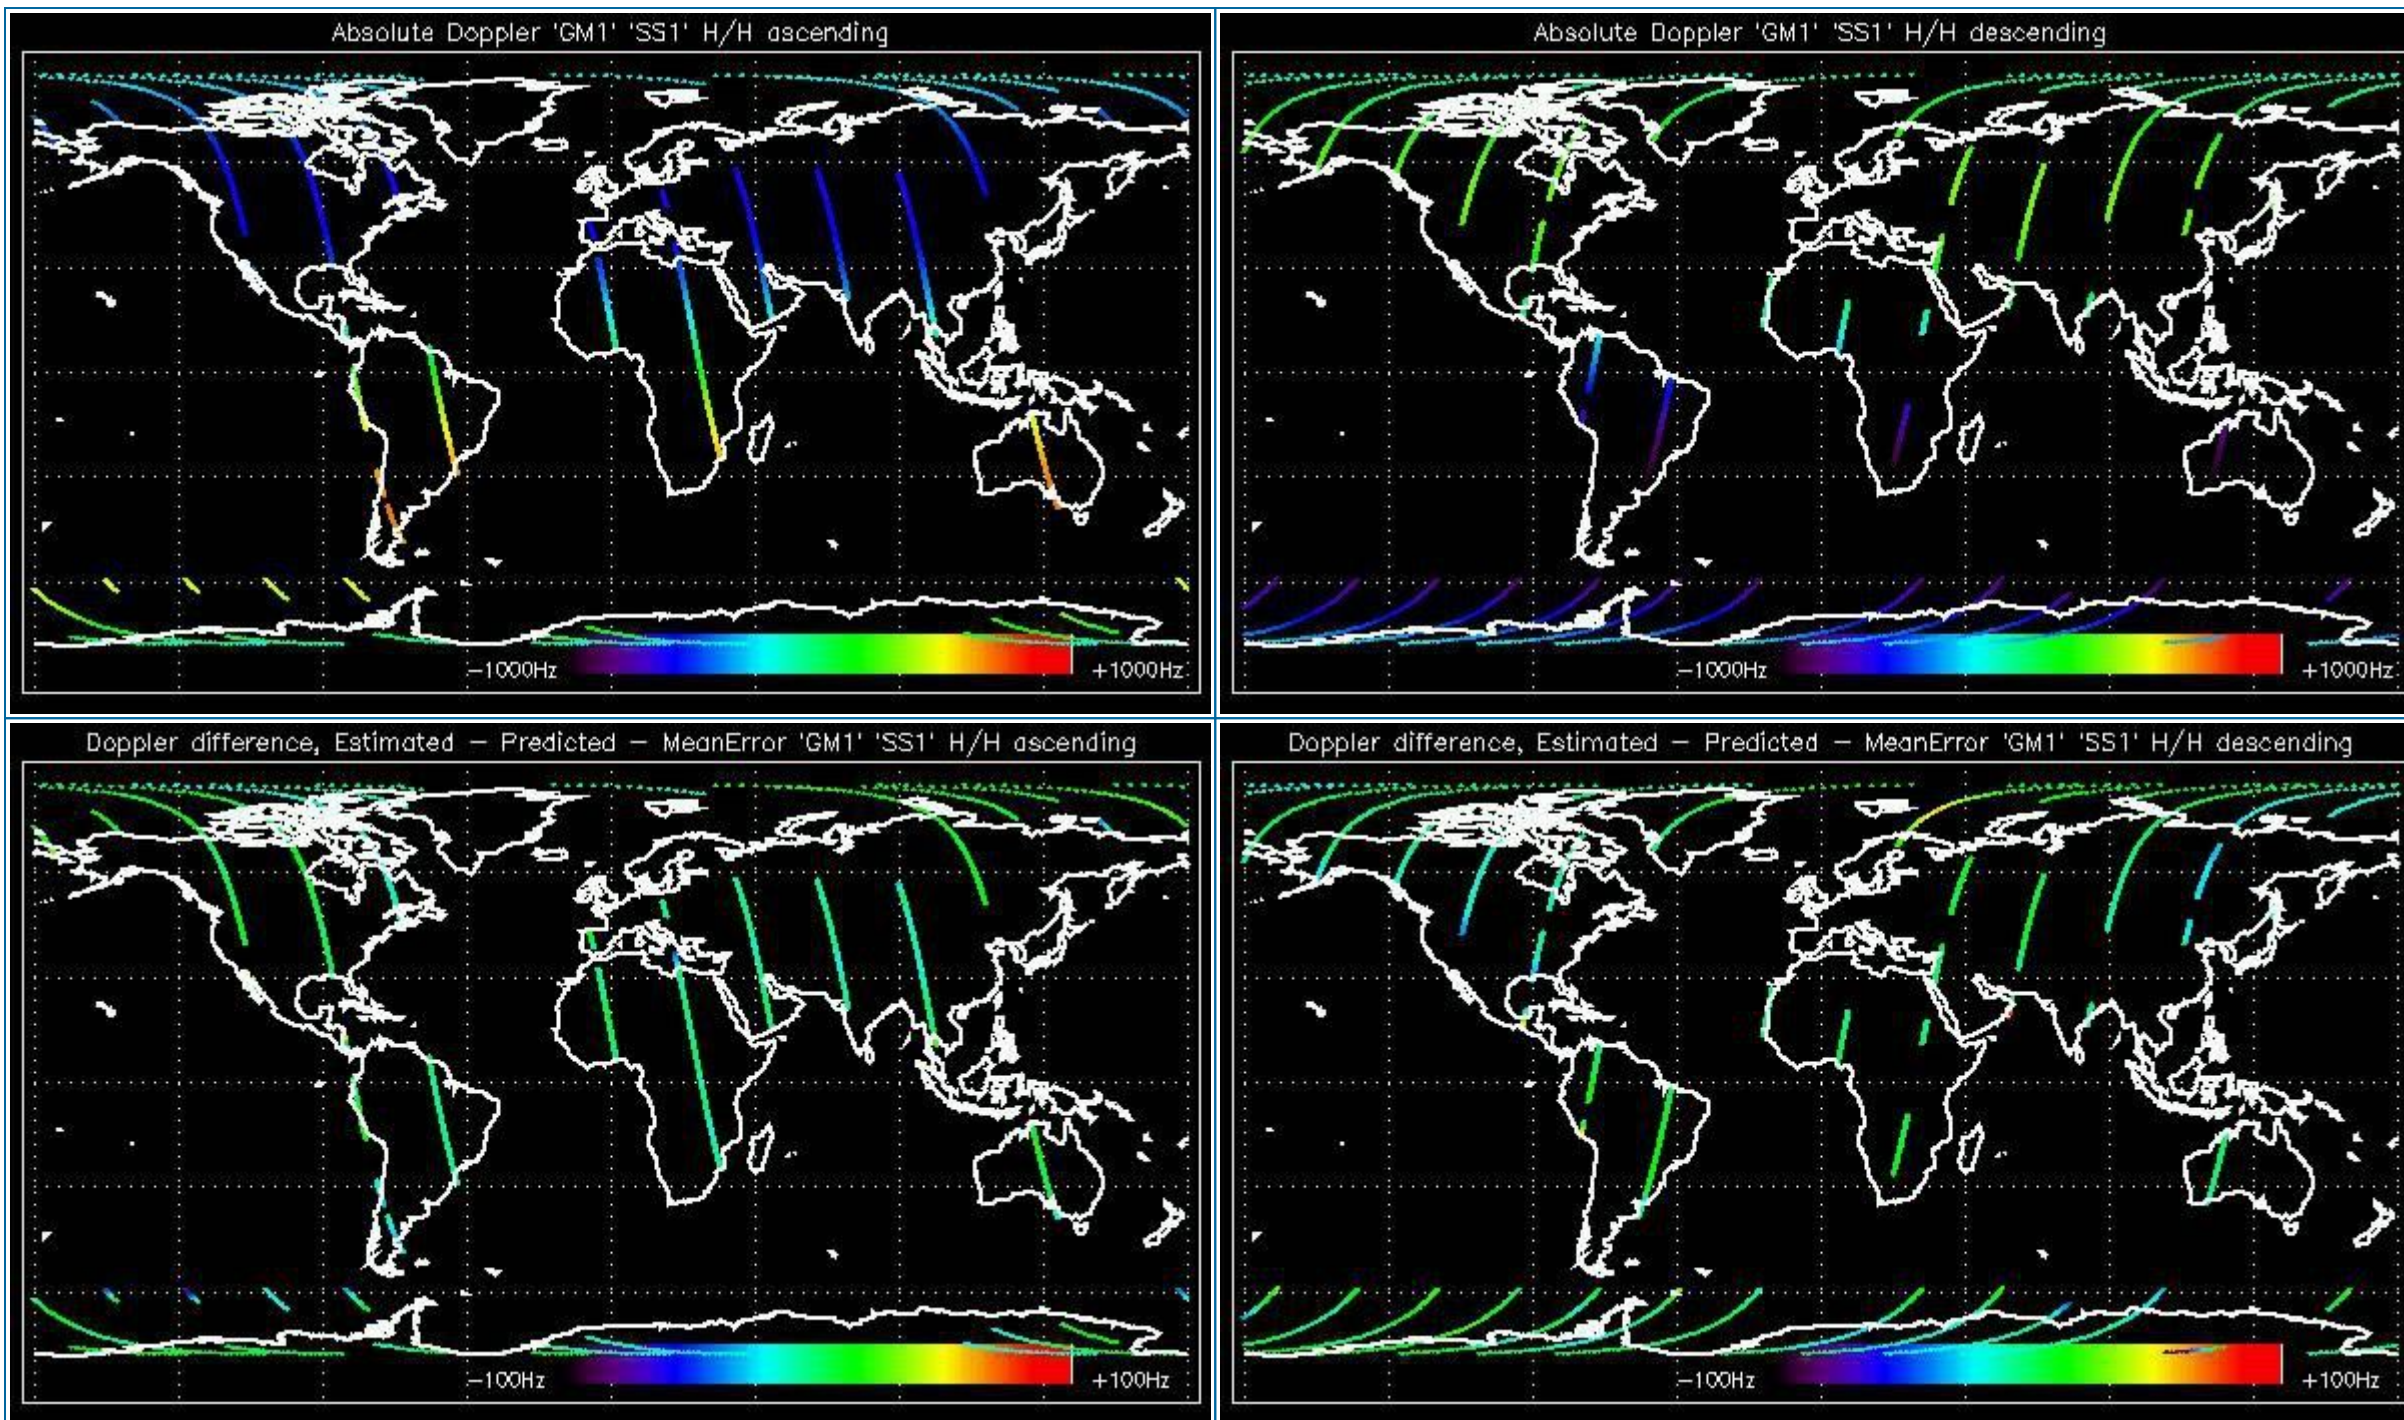 Absolute Doppler 'GM1' 'SS1' H/H ascending
-1000Hz
+1000Hz
Absolute Doppler 'GM1' 'SS1' H/H descending
-1000Hz
+1000Hz
Doppler difference, Estimated - Predicted - MeanError 'GM1' 'SS1' H/H ascending
-100Hz
+100Hz
Doppler difference, Estimated - Predicted - MeanError 'GM1' 'SS1' H/H descending
-100Hz
+100Hz